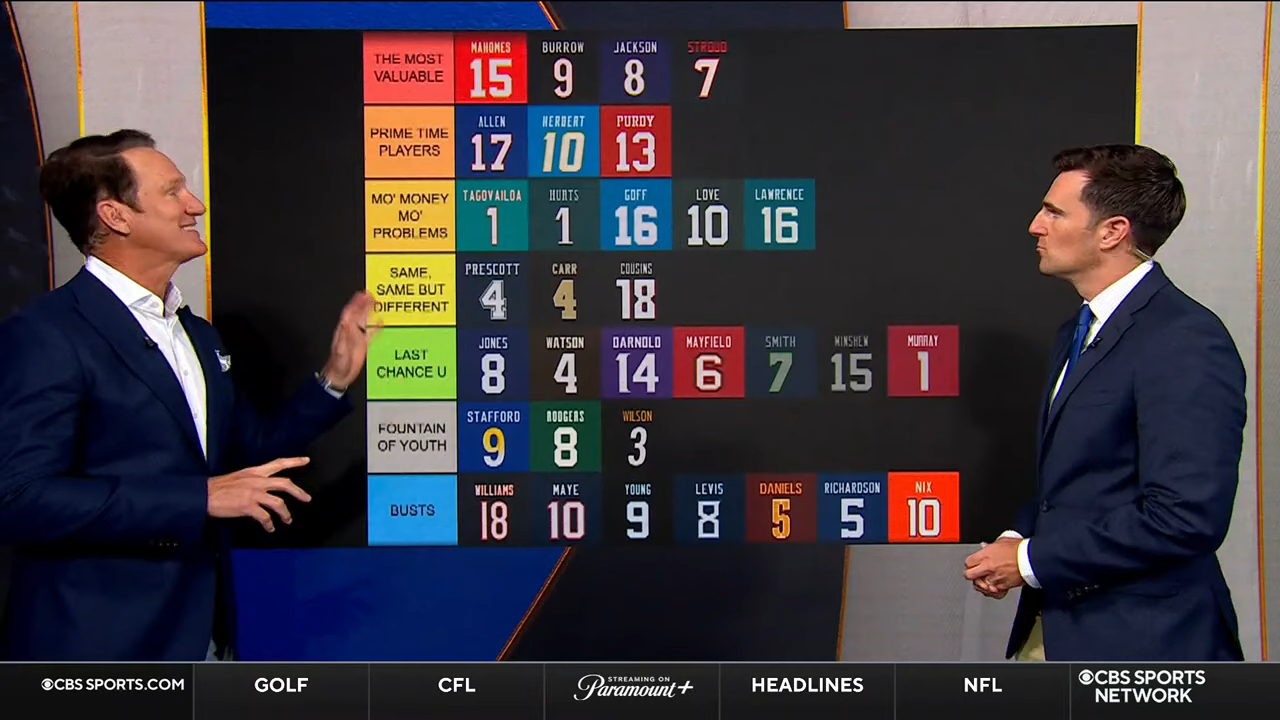 THE MOST
VALUABLE
MAHOMES
15
BURROW
9
JACKSON
8
STROUD
7
PRIME TIME
PLAYERS
ALLEN
17
HERBERT
10
PURDY
13
MO' MONEY
MO'
PROBLEMS
TAGOVAILOA
1
HURTS
1
GOFF
16
LOVE
10
LAWRENCE
16
SAME,
SAME BUT
DIFFERENT
PRESCOTT
4
CARR
4
COUSINS
18
LAST
CHANCE U
JONES
8
WATSON
4
DARNOLD
14
MAYFIELD
6
SMITH
7
MINSHEW
15
MURRAY
1
FOUNTAIN
OF YOUTH
STAFFORD
9
RODGERS
8
WILSON
3
BUSTS
WILLIAMS
18
MAYE
10
YOUNG
9
LEVIS
8
DANIELS
5
RICHARDSON
5
NIX
10
CBS SPORTS.COM
GOLF
CFL
STREAMING ON
Paramount+
HEADLINES
NFL
CBS SPORTS
NETWORK